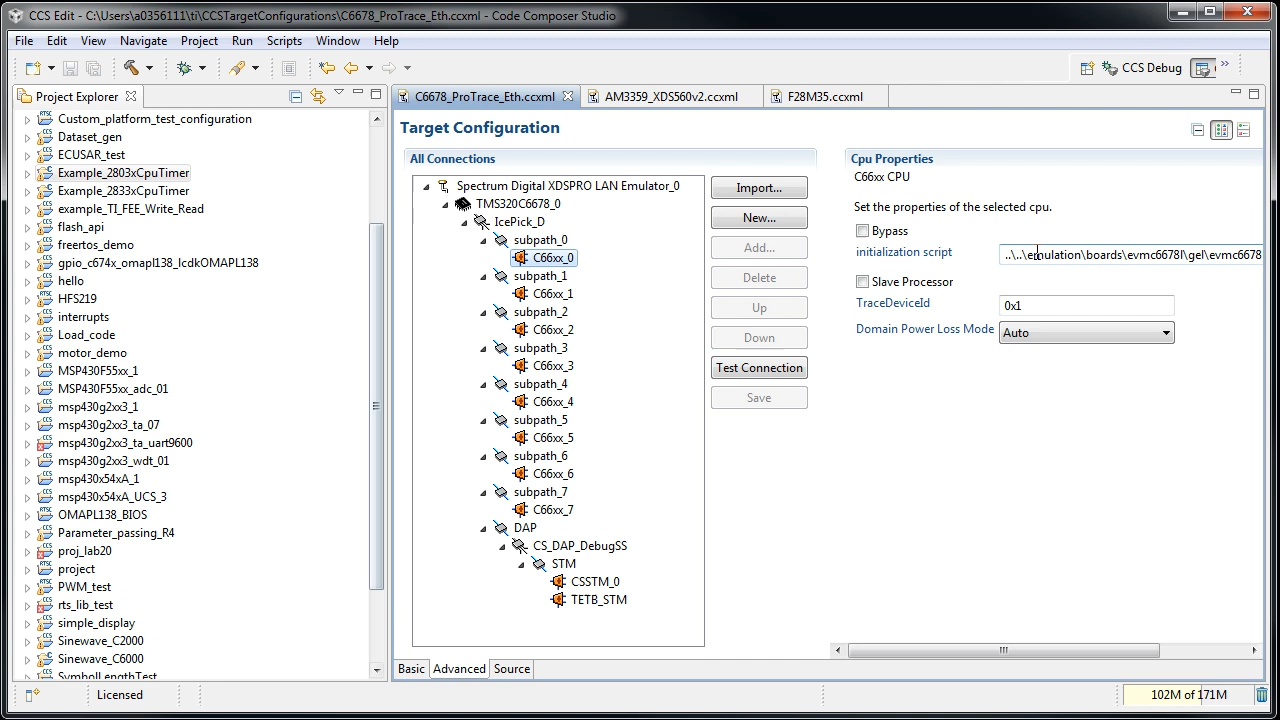 CCS Edit - C:\Users\a0356111\ti\CCSTargetConfigurations\C6678_ProTrace_Eth.ccxml - Code Composer Studio
File Edit View Navigate Project Run Scripts Window Help
CCS Debug
Project Explorer
Custom_platform_test_configuration
Dataset_gen
ECUSAR_test
Example_2803xCpuTimer
Example_2833xCpuTimer
example_TI_FEE_Write_Read
flash_api
freertos_demo
gpio_c674x_omapl138_lcdkOMAPL138
hello
HFS219
interrupts
Load_code
motor_demo
MSP430F55xx_1
MSP430F55xx_adc_01
msp430g2xx3_1
msp430g2xx3_ta_07
msp430g2xx3_ta_uart9600
msp430g2xx3_wdt_01
msp430x54xA_1
msp430x54xA_UCS_3
OMAPL138_BIOS
Parameter_passing_R4
proj_lab20
project
PWM_test
rts_lib_test
simple_display
Sinewave_C2000
Sinewave_C6000
SymbolLengthTest
C6678_ProTrace_Eth.ccxml AM3359_XDS560v2.ccxml F28M35.ccxml
Target Configuration
All Connections
Spectrum Digital XDSPRO LAN Emulator_0
TMS320C6678_0
IcePick_D
subpath_0
C66xx_0
subpath_1
C66xx_1
subpath_2
C66xx_2
subpath_3
C66xx_3
subpath_4
C66xx_4
subpath_5
C66xx_5
subpath_6
C66xx_6
subpath_7
C66xx_7
DAP
CS_DAP_DebugSS
STM
CSSTM_0
TETB_STM
Import...
New...
Add...
Delete
Up
Down
Test Connection
Save
Cpu Properties
C66xx CPU
Set the properties of the selected cpu.
Bypass
initialization script ..\..\emulation\boards\evmc6678l\gel\evmc6678
Slave Processor
TraceDeviceId 0x1
Domain Power Loss Mode Auto
Basic Advanced Source
Licensed
102M of 171M